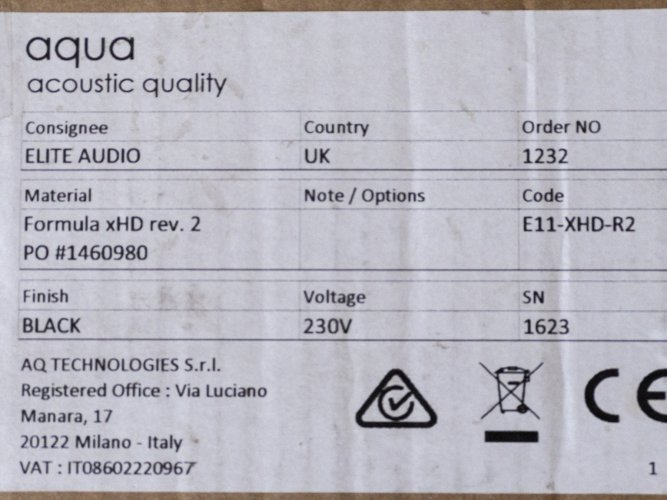 aqua
acoustic quality
Consignee Country Order NO
ELITE AUDIO UK 1232
Material Note / Options Code
Formula xHD rev. 2 E11-XHD-R2
PO #1460980
Finish Voltage SN
BLACK 230V 1623
AQ TECHNOLOGIES S.r.l.
Registered Office : Via Luciano
Manara, 17
20122 Milano - Italy
VAT : IT08602220967
CE
1